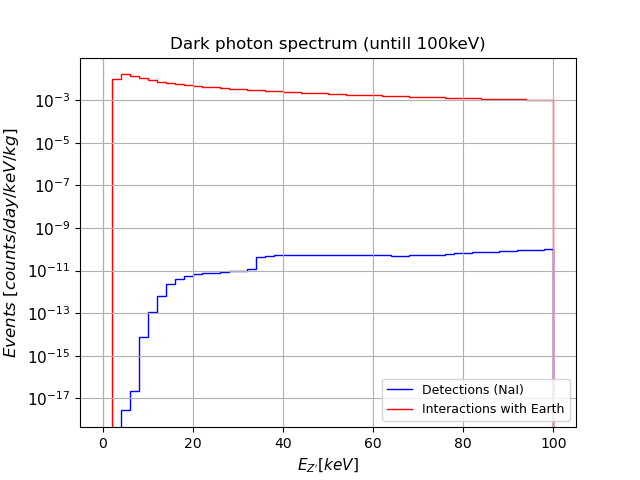 Dark photon spectrum (untill 100keV)
Events [counts/day/keV/kg]
10⁻³
10⁻⁵
10⁻⁷
10⁻⁹
10⁻¹¹
10⁻¹³
10⁻¹⁵
10⁻¹⁷
Detections (NaI)
Interactions with Earth
0 20 40 60 80 100
E_Z'[keV]